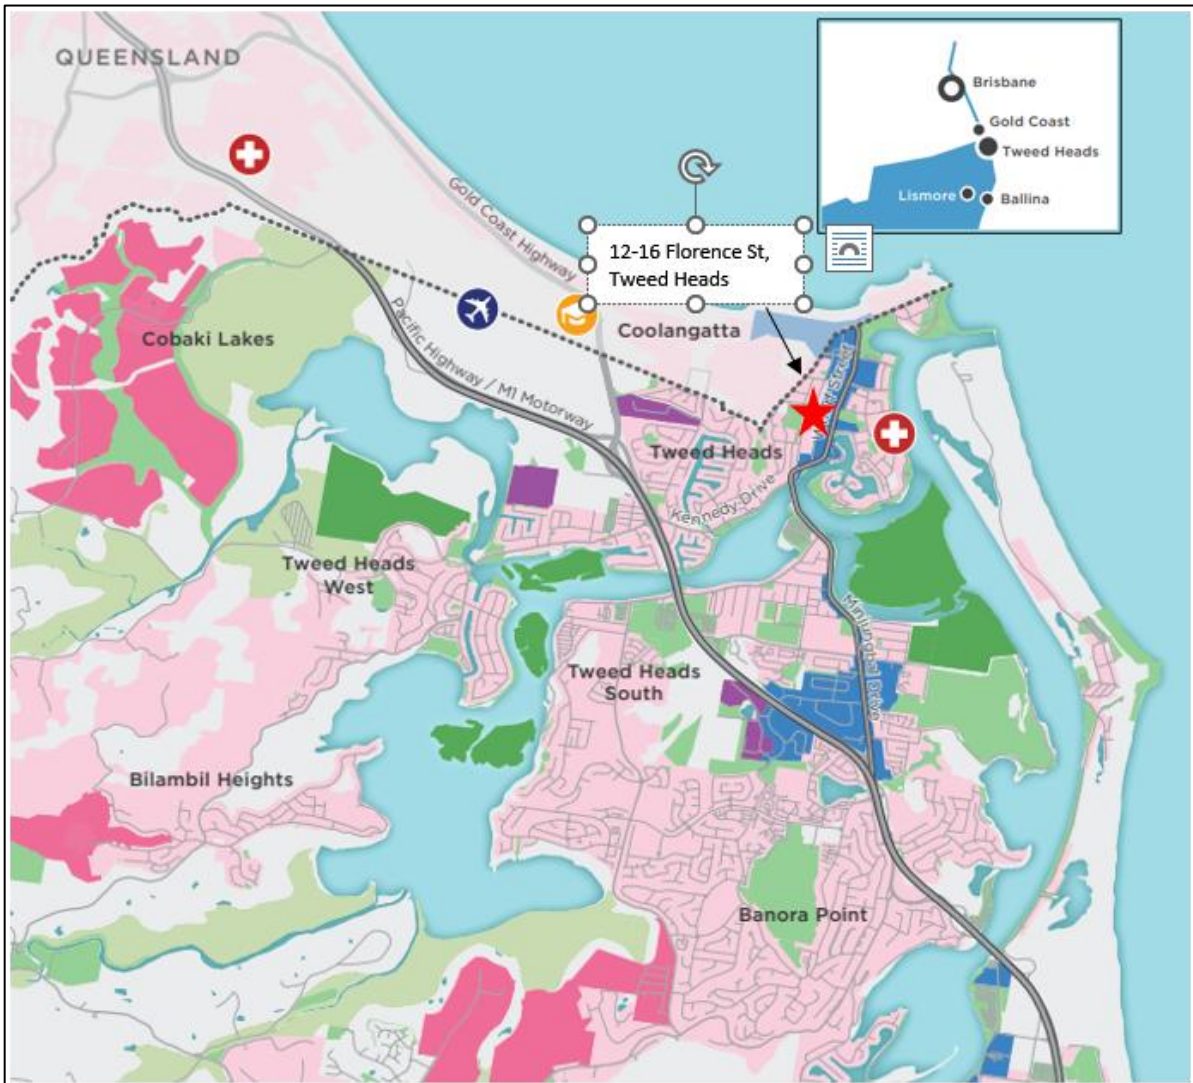 QUEENSLAND
Brisbane
Gold Coast
Tweed Heads
Lismore
Ballina
Gold Coast Highway
12-16 Florence St,
Tweed Heads
Cobaki Lakes
Pacific Highway / M1 Motorway
Coolangatta
Street
Tweed Heads
Kennedy Drive
Tweed Heads
West
Minjungbal Drive
Tweed Heads
South
Bilambil Heights
Banora Point